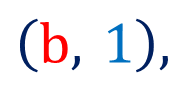 (b, 1),